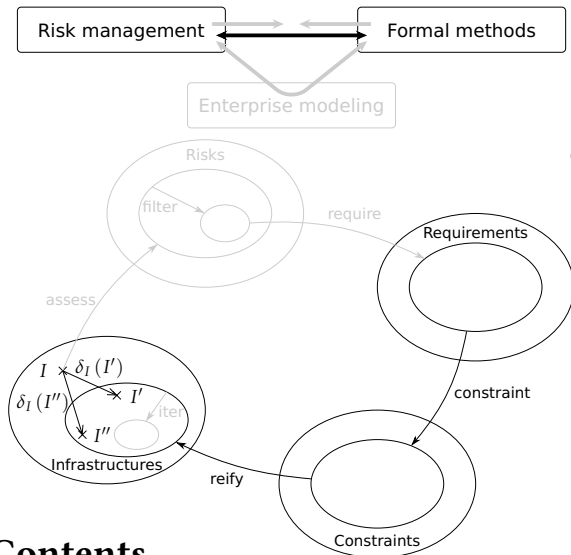 Risk management
Formal methods
Enterprise modeling
Risks
filter
require
Requirements
assess
I
δI (I′)
I′
δI (I″)
I″
iter
Infrastructures
constraint
reify
Constraints
Contents